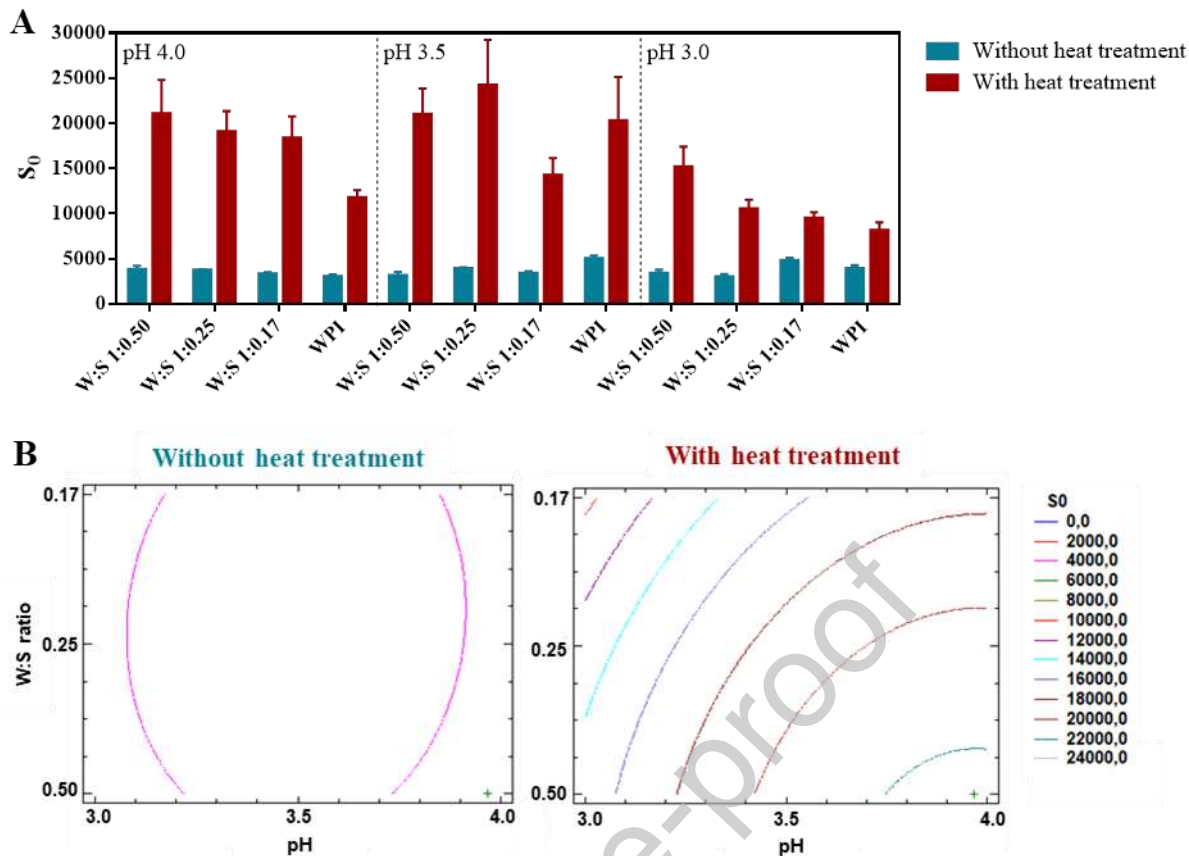 A
30000
25000
20000
15000
10000
5000
0
S0
pH 4.0
pH 3.5
pH 3.0
Without heat treatment
With heat treatment
W:S 1:0.50
W:S 1:0.25
W:S 1:0.17
WPI
W:S 1:0.50
W:S 1:0.25
W:S 1:0.17
WPI
W:S 1:0.50
W:S 1:0.25
W:S 1:0.17
WPI
B
Without heat treatment
0.17
0.25
0.50
W:S ratio
3.0 3.5 4.0
pH
With heat treatment
0.17
0.25
0.50
3.0 3.5 4.0
pH
S0
0,0
2000,0
4000,0
6000,0
8000,0
10000,0
12000,0
14000,0
16000,0
18000,0
20000,0
22000,0
24000,0
e-proof